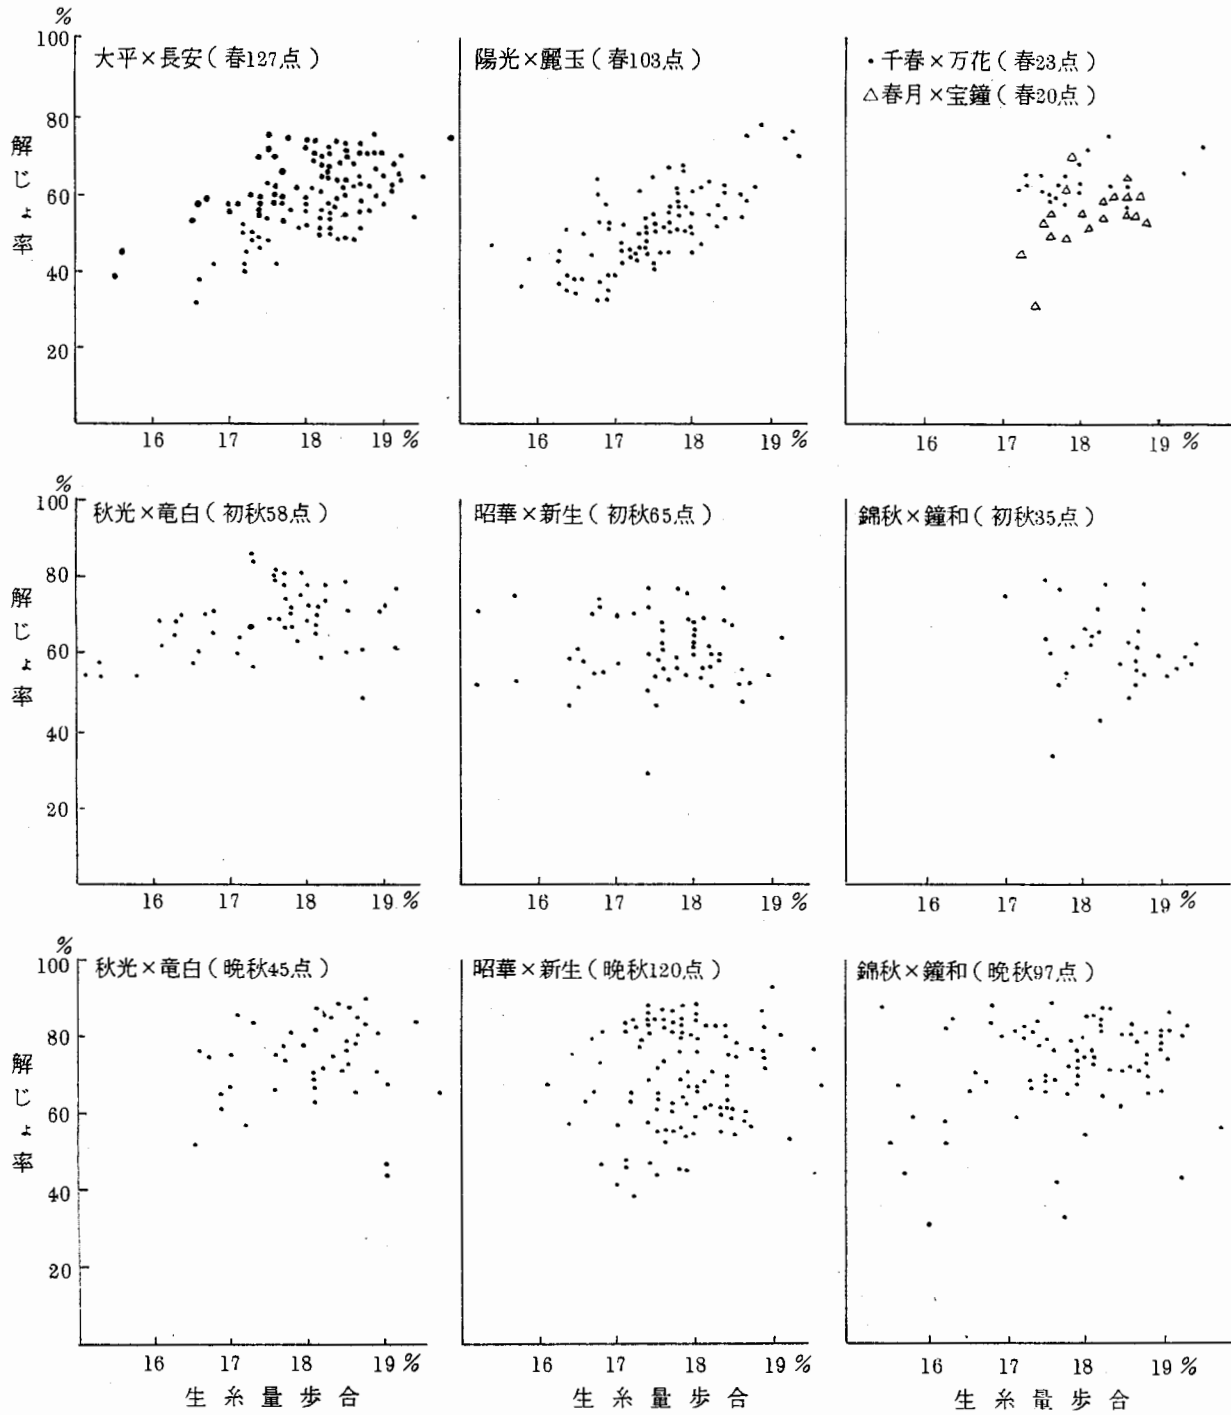 %
100
80
60
40
20
解じょ率
大平×長安(春127点)
16 17 18 19 %
陽光×麗玉(春103点)
16 17 18 19 %
・千春×万花(春23点)
△春月×宝鐘(春20点)
16 17 18 19 %
%
100
80
60
40
20
解じょ率
秋光×竜白(初秋58点)
16 17 18 19 %
昭華×新生(初秋65点)
16 17 18 19 %
錦秋×鐘和(初秋35点)
16 17 18 19 %
%
100
80
60
40
20
解じょ率
秋光×竜白(晩秋45点)
16 17 18 19 %
生糸量歩合
昭華×新生(晩秋120点)
16 17 18 19 %
生糸量歩合
錦秋×鐘和(晩秋97点)
16 17 18 19 %
生糸量歩合